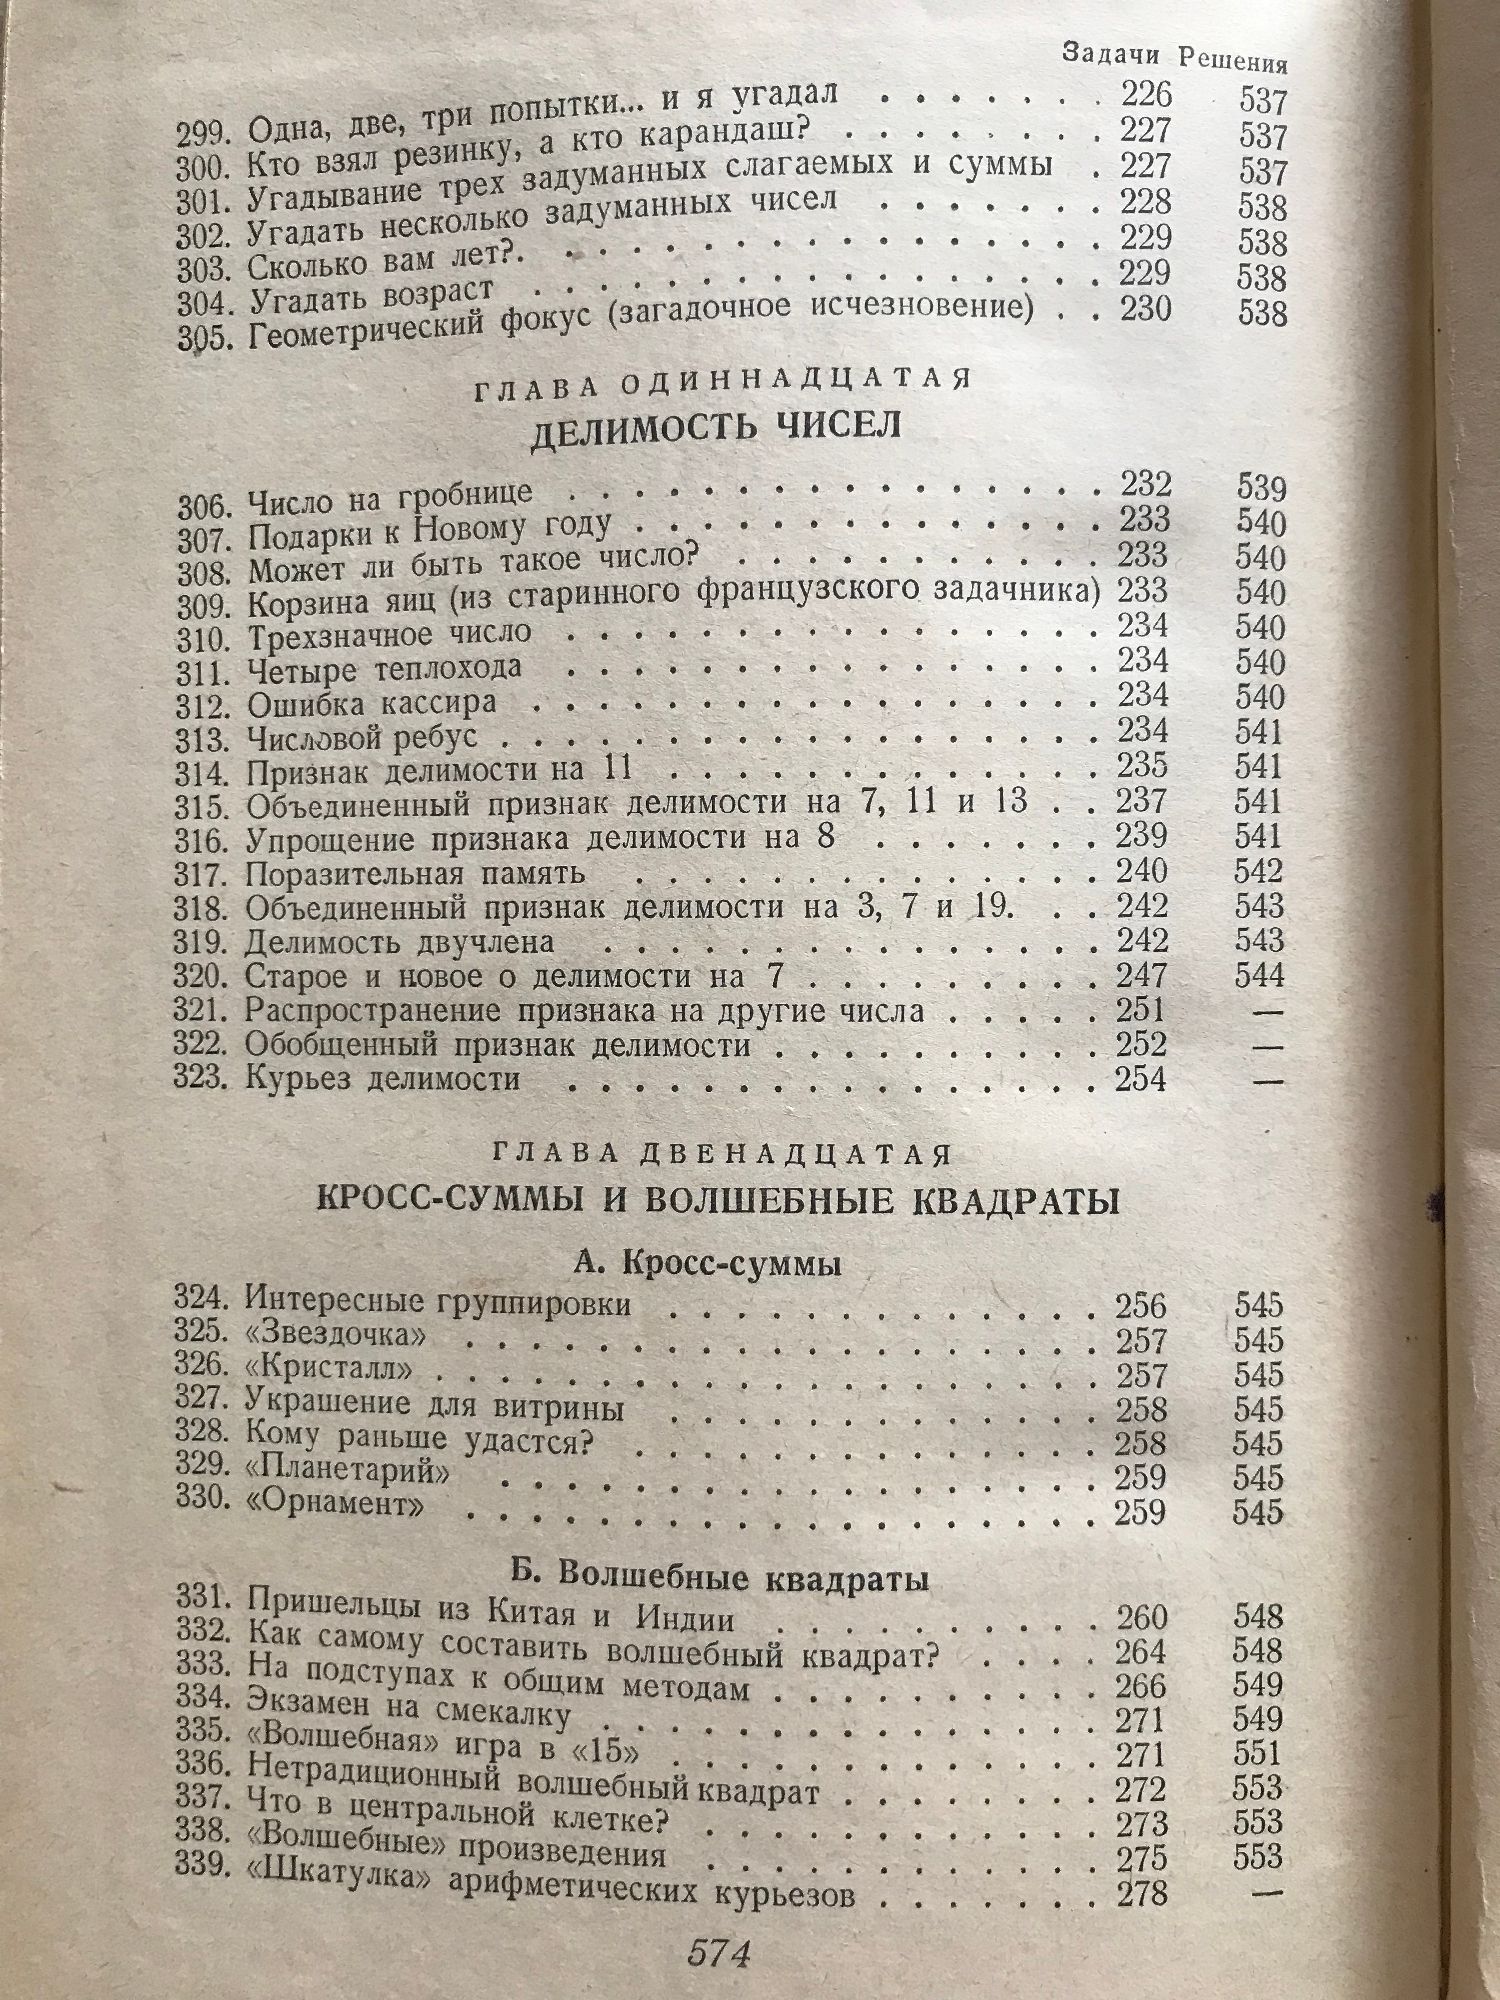 Задачи Решения
299. Одна, две, три попытки... и я угадал . . . . . . . 226 537
300. Кто взял резинку, а кто карандаш? . . . . . . . . 227 537
301. Угадывание трех задуманных слагаемых и суммы . 227 537
302. Угадать несколько задуманных чисел . . . . . . . 228 538
303. Сколько вам лет?. . . . . . . . . . . . . . . . . 229 538
304. Угадать возраст . . . . . . . . . . . . . . . . . 229 538
305. Геометрический фокус (загадочное исчезновение) . . 230 538
ГЛАВА ОДИННАДЦАТАЯ
ДЕЛИМОСТЬ ЧИСЕЛ
306. Число на гробнице . . . . . . . . . . . . . . . . 232 539
307. Подарки к Новому году . . . . . . . . . . . . . . 233 540
308. Может ли быть такое число? . . . . . . . . . . . 233 540
309. Корзина яиц (из старинного французского задачника) 233 540
310. Трехзначное число . . . . . . . . . . . . . . . . 234 540
311. Четыре теплохода . . . . . . . . . . . . . . . . 234 540
312. Ошибка кассира . . . . . . . . . . . . . . . . . 234 540
313. Числовой ребус . . . . . . . . . . . . . . . . . . 234 541
314. Признак делимости на 11 . . . . . . . . . . . . . 235 541
315. Объединенный признак делимости на 7, 11 и 13 . . 237 541
316. Упрощение признака делимости на 8 . . . . . . . 239 541
317. Поразительная память . . . . . . . . . . . . . . 240 542
318. Объединенный признак делимости на 3, 7 и 19. . . 242 543
319. Делимость двучлена . . . . . . . . . . . . . . . 242 543
320. Старое и новое о делимости на 7 . . . . . . . . . 247 544
321. Распространение признака на другие числа . . . . . 251 —
322. Обобщенный признак делимости . . . . . . . . . . 252 —
323. Курьез делимости . . . . . . . . . . . . . . . . 254 —
ГЛАВА ДВЕНАДЦАТАЯ
КРОСС-СУММЫ И ВОЛШЕБНЫЕ КВАДРАТЫ
А. Кросс-суммы
324. Интересные группировки . . . . . . . . . . . . . 256 545
325. «Звездочка» . . . . . . . . . . . . . . . . . . . 257 545
326. «Кристалл» . . . . . . . . . . . . . . . . . . . . 257 545
327. Украшение для витрины . . . . . . . . . . . . . 258 545
328. Кому раньше удастся? . . . . . . . . . . . . . . 258 545
329. «Планетарий» . . . . . . . . . . . . . . . . . . 259 545
330. «Орнамент» . . . . . . . . . . . . . . . . . . . 259 545
Б. Волшебные квадраты
331. Пришельцы из Китая и Индии . . . . . . . . . . 260 548
332. Как самому составить волшебный квадрат? . . . . 264 548
333. На подступах к общим методам . . . . . . . . . . 266 549
334. Экзамен на смекалку . . . . . . . . . . . . . . . 271 549
335. «Волшебная» игра в «15» . . . . . . . . . . . . . 271 551
336. Нетрадиционный волшебный квадрат . . . . . . . . 272 553
337. Что в центральной клетке? . . . . . . . . . . . . 273 553
338. «Волшебные» произведения . . . . . . . . . . . . 275 553
339. «Шкатулка» арифметических курьезов . . . . . . . 278 —
574